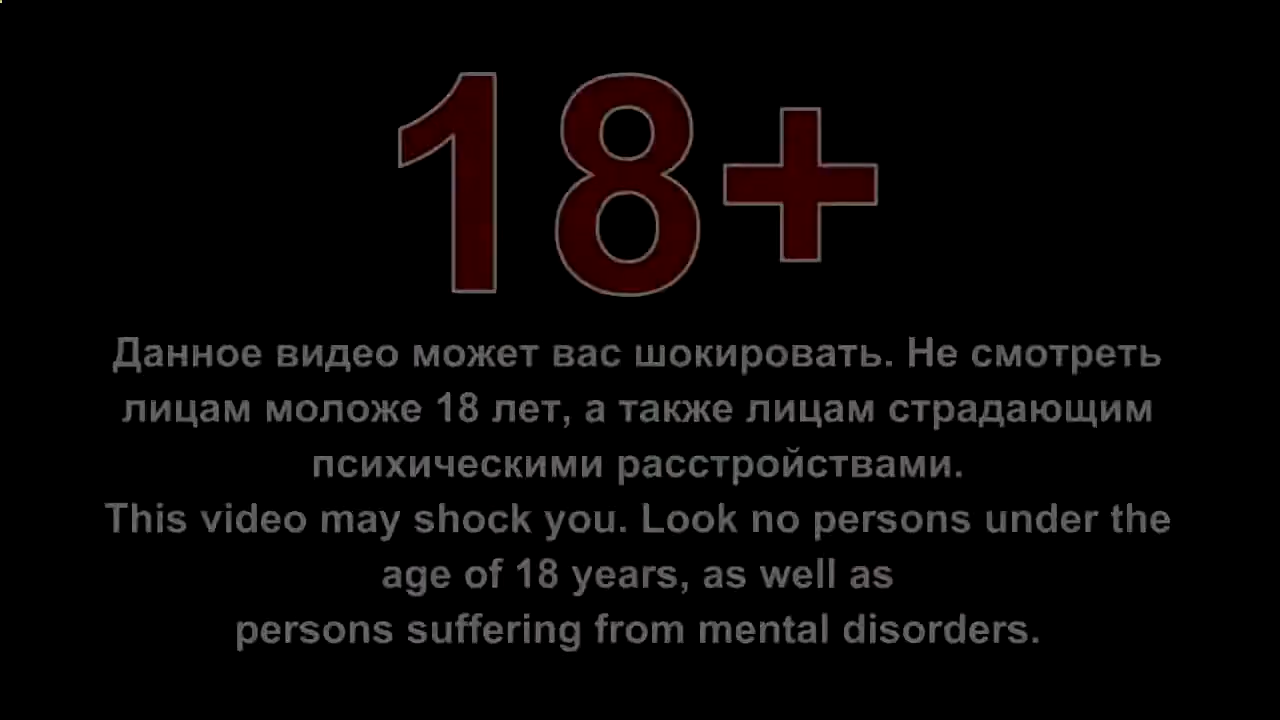 18+
Данное видео может вас шокировать. Не смотреть
лицам моложе 18 лет, а также лицам страдающим
психическими расстройствами.
This video may shock you. Look no persons under the
age of 18 years, as well as
persons suffering from mental disorders.